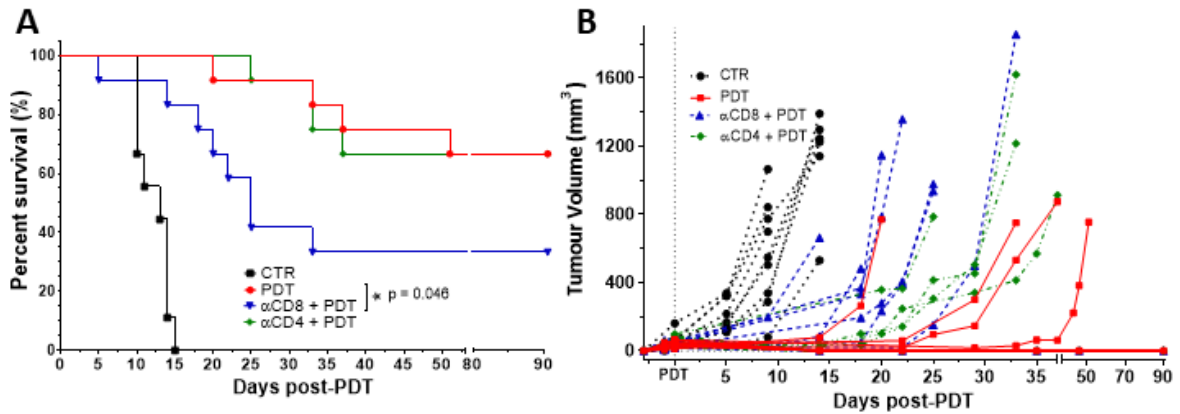 A
Percent survival (%)
100
80
60
40
20
0
CTR
PDT
αCD8 + PDT
αCD4 + PDT
* p = 0.046
0 5 10 15 20 25 30 35 40 45 50 80 90
Days post-PDT
B
Tumour Volume (mm³)
1600
1200
800
400
0
CTR
PDT
αCD8 + PDT
αCD4 + PDT
PDT 5 10 15 20 25 30 35 50 70 90
Days post-PDT